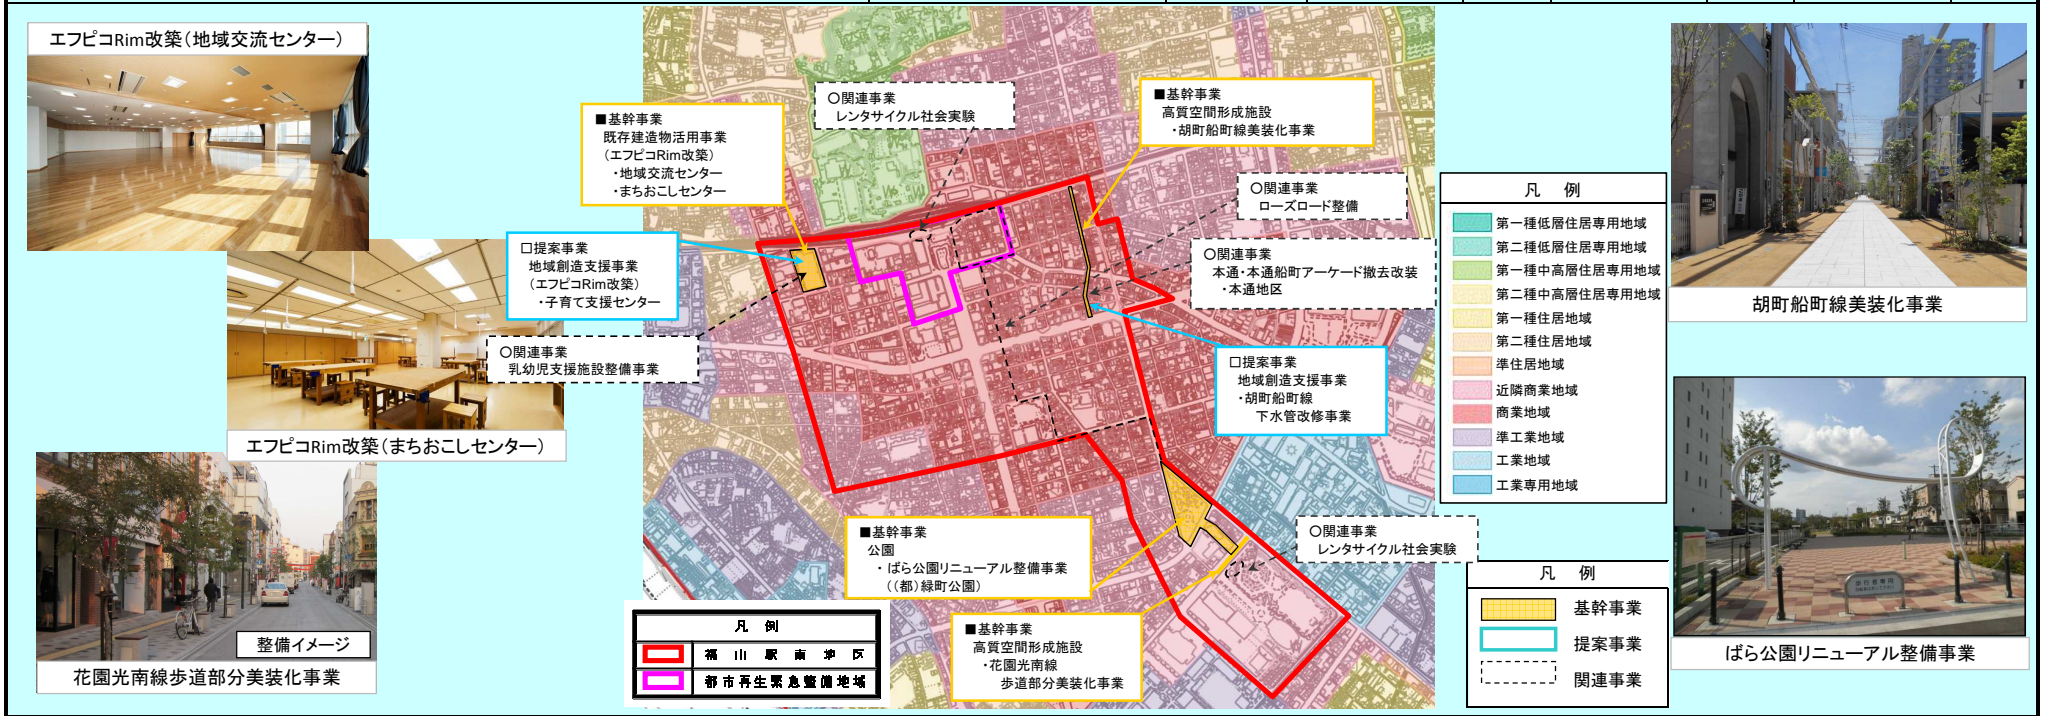 エフピコRim改築（地域交流センター）
エフピコRim改築（まちおこしセンター）
整備イメージ
花園光南線歩道部分美装化事業
■基幹事業
既存建造物活用事業
（エフピコRim改築）
・地域交流センター
・まちおこしセンター
□提案事業
地域創造支援事業
（エフピコRim改築）
・子育て支援センター
○関連事業
乳幼児支援施設整備事業
○関連事業
レンタサイクル社会実験
■基幹事業
高質空間形成施設
・胡町船町線美装化事業
○関連事業
ローズロード整備
○関連事業
本通・本通船町アーケード撤去改装
・本通地区
□提案事業
地域創造支援事業
・胡町船町線
下水管改修事業
■基幹事業
公園
・ばら公園リニューアル整備事業
（（都）緑町公園）
■基幹事業
高質空間形成施設
・花園光南線
歩道部分美装化事業
○関連事業
レンタサイクル社会実験
凡 例
福山駅南地区
都市再生緊急整備地域
凡 例
第一種低層住居専用地域
第二種低層住居専用地域
第一種中高層住居専用地域
第二種中高層住居専用地域
第一種住居地域
第二種住居地域
準住居地域
近隣商業地域
商業地域
準工業地域
工業地域
工業専用地域
凡 例
基幹事業
提案事業
関連事業
胡町船町線美装化事業
ばら公園リニューアル整備事業